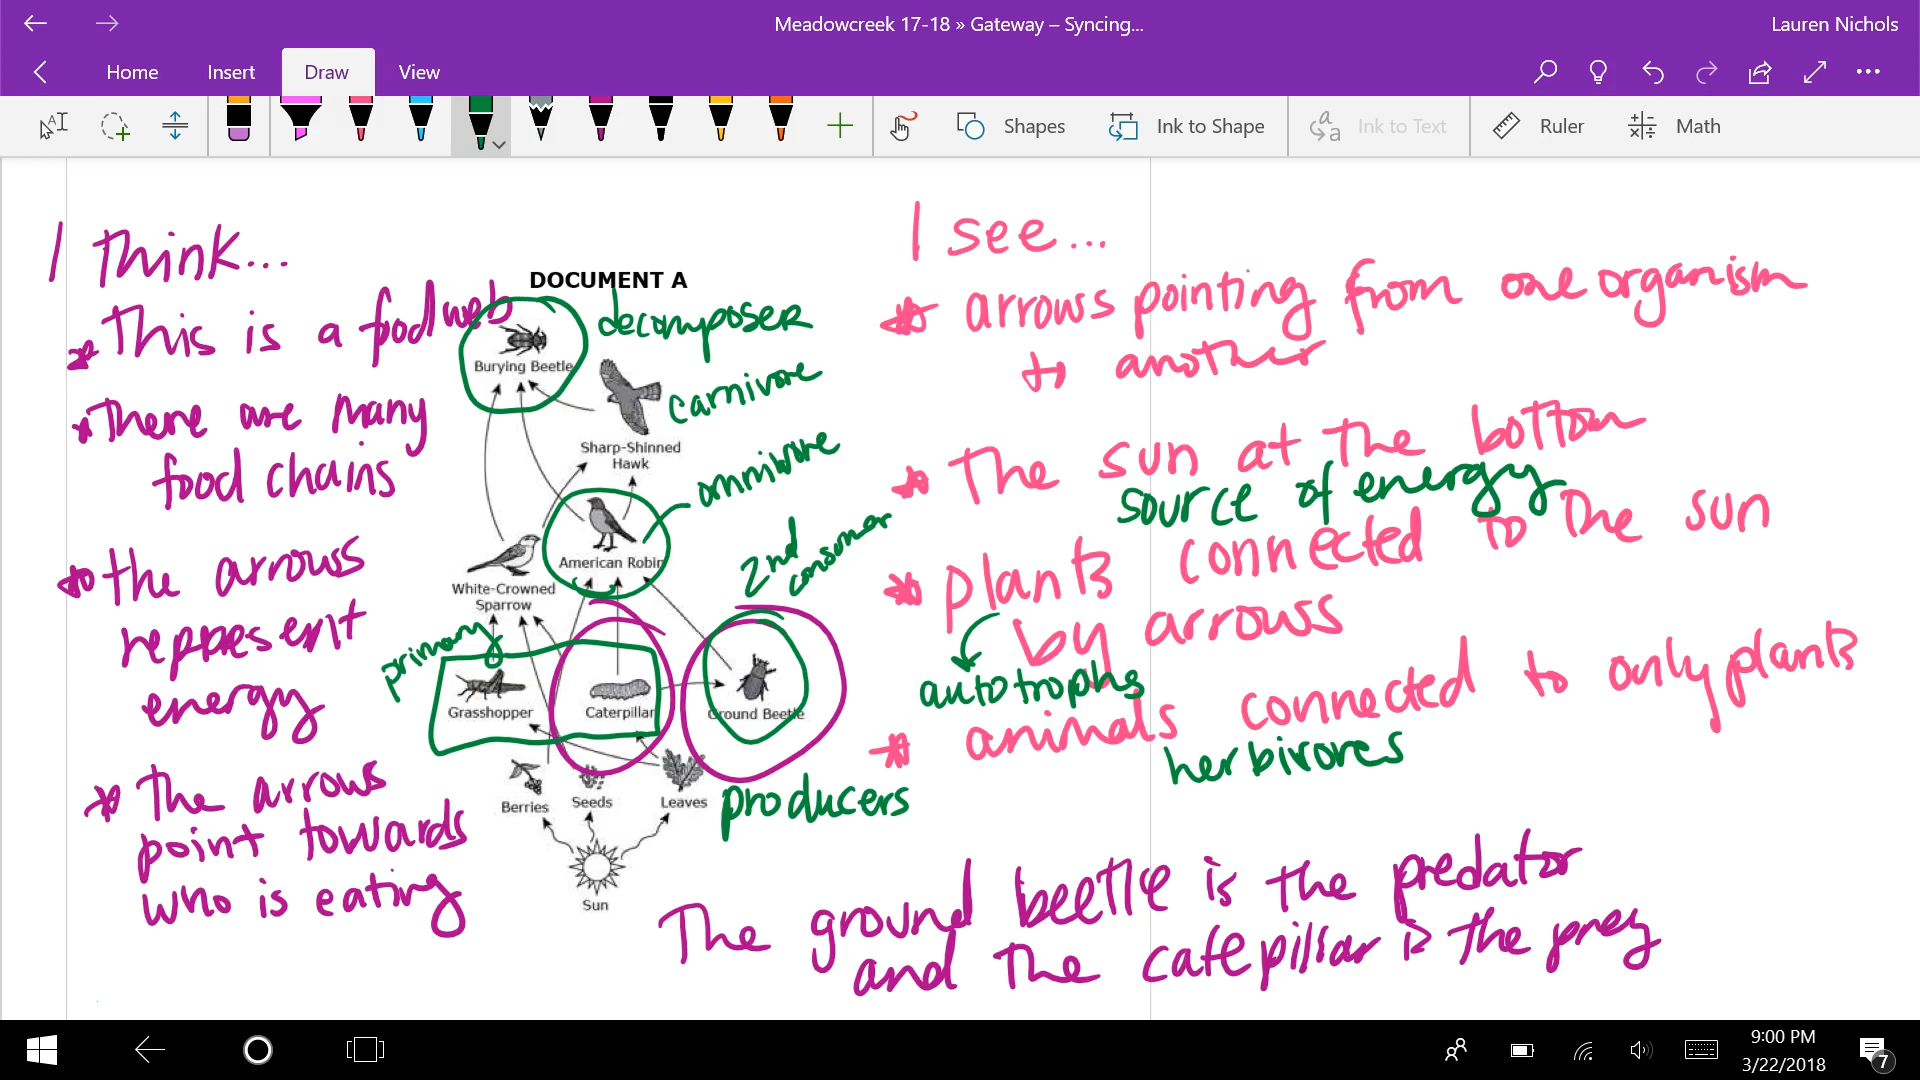 Meadowcreek 17-18 » Gateway – Syncing...
Lauren Nichols
Home
Insert
Draw
View
Shapes
Ink to Shape
Ink to Text
Ruler
Math
I think...
* This is a food web
* There are many
food chains
* the arrows
represent
energy
* The arrows
point towards
who is eating
DOCUMENT A
Burying Beetle
decomposer
carnivore
Sharp-Shinned
Hawk
omnivore
American Robin
2nd
consumer
White-Crowned
Sparrow
primary
Grasshopper
Caterpillar
Ground Beetle
Berries
Seeds
Leaves
producers
Sun
I see...
* arrows pointing from one organism
to another
* The sun at the bottom
source of energy
* plants connected to the sun
by arrows
autotrophs
* animals connected to only plants
herbivores
The ground beetle is the predator
and the caterpillar is the prey
9:00 PM
3/22/2018
7